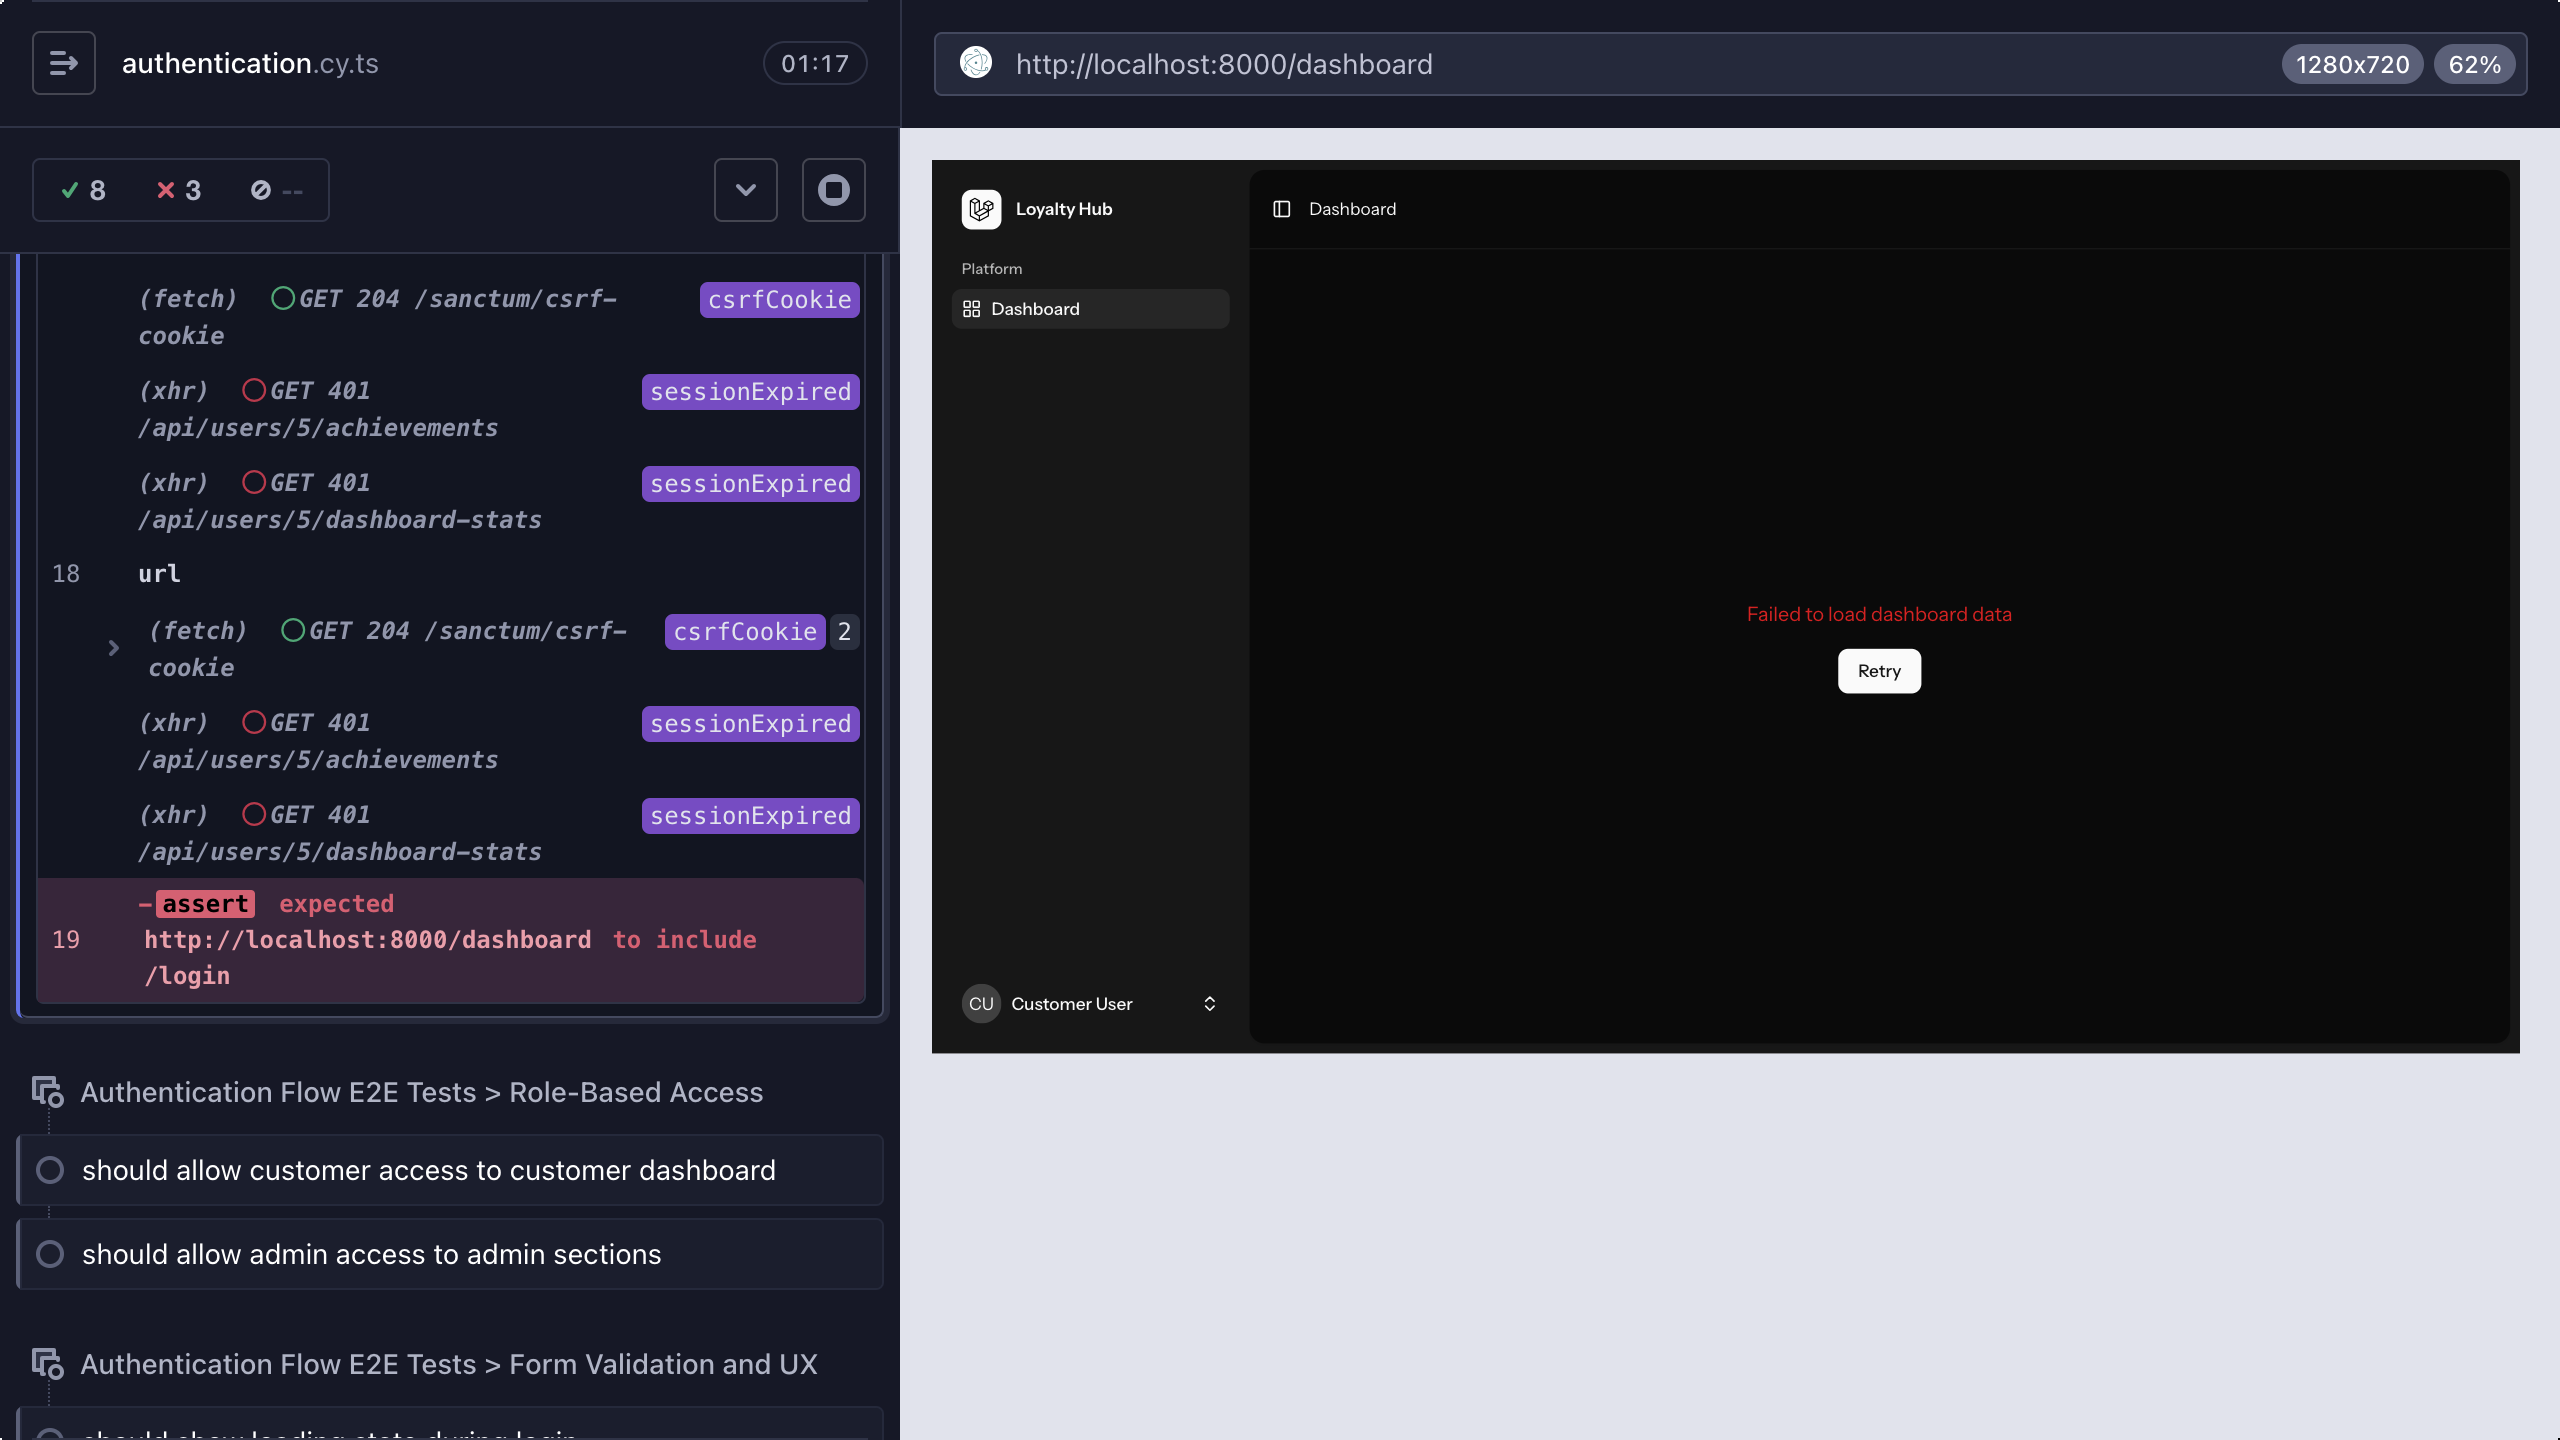 authentication.cy.ts
01:17
8
3
--
(fetch) GET 204 /sanctum/csrf-
cookie
csrfCookie
(xhr) GET 401
/api/users/5/achievements
sessionExpired
(xhr) GET 401
/api/users/5/dashboard-stats
sessionExpired
18 url
(fetch) GET 204 /sanctum/csrf-
cookie
csrfCookie 2
(xhr) GET 401
/api/users/5/achievements
sessionExpired
(xhr) GET 401
/api/users/5/dashboard-stats
sessionExpired
-assert expected
19 http://localhost:8000/dashboard to include
/login
Authentication Flow E2E Tests > Role-Based Access
should allow customer access to customer dashboard
should allow admin access to admin sections
Authentication Flow E2E Tests > Form Validation and UX
should show loading state during login
http://localhost:8000/dashboard
1280x720
62%
Loyalty Hub
Dashboard
Platform
Dashboard
Failed to load dashboard data
Retry
CU Customer User